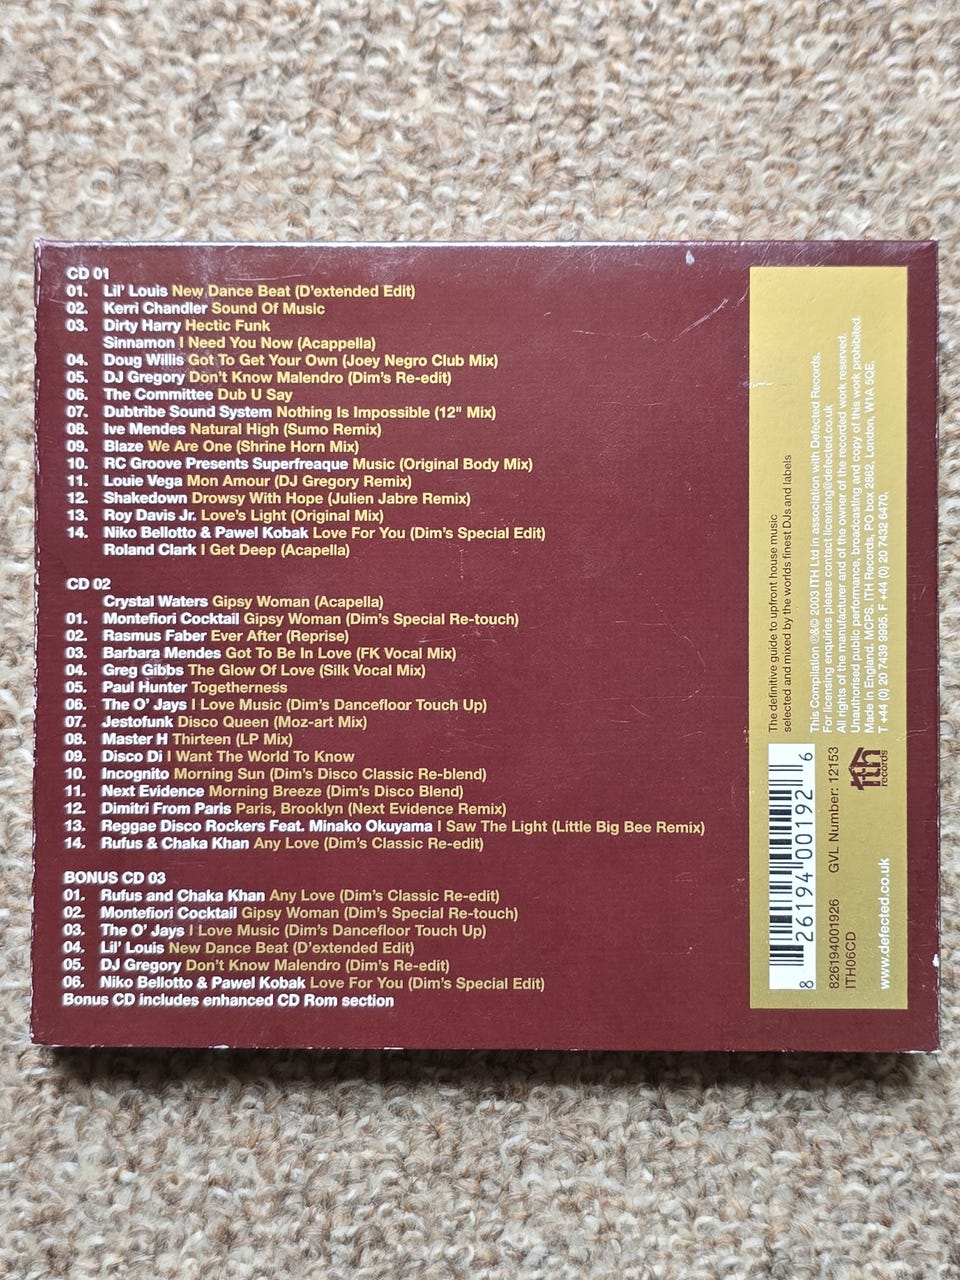 CD 01
01. Lil' Louis New Dance Beat (D'extended Edit)
02. Kerri Chandler Sound Of Music
03. Dirty Harry Hectic Funk
Sinnamon I Need You Now (Acappella)
04. Doug Willis Got To Get Your Own (Joey Negro Club Mix)
05. DJ Gregory Don't Know Malendro (Dim's Re-edit)
06. The Committee Dub U Say
07. Dubtribe Sound System Nothing Is Impossible (12" Mix)
08. Ive Mendes Natural High (Sumo Remix)
09. Blaze We Are One (Shrine Horn Mix)
10. RC Groove Presents Superfreaque Music (Original Body Mix)
11. Louie Vega Mon Amour (DJ Gregory Remix)
12. Shakedown Drowsy With Hope (Julien Jabre Remix)
13. Roy Davis Jr. Love's Light (Original Mix)
14. Niko Bellotto & Pawel Kobak Love For You (Dim's Special Edit)
Roland Clark I Get Deep (Acapella)
CD 02
Crystal Waters Gipsy Woman (Acapella)
01. Montefiori Cocktail Gipsy Woman (Dim's Special Re-touch)
02. Rasmus Faber Ever After (Reprise)
03. Barbara Mendes Got To Be In Love (FK Vocal Mix)
04. Greg Gibbs The Glow Of Love (Silk Vocal Mix)
05. Paul Hunter Togetherness
06. The O' Jays I Love Music (Dim's Dancefloor Touch Up)
07. Jestofunk Disco Queen (Moz-art Mix)
08. Master H Thirteen (LP Mix)
09. Disco Di I Want The World To Know
10. Incognito Morning Sun (Dim's Disco Classic Re-blend)
11. Next Evidence Morning Breeze (Dim's Disco Blend)
12. Dimitri From Paris Paris, Brooklyn (Next Evidence Remix)
13. Reggae Disco Rockers Feat. Minako Okuyama I Saw The Light (Little Big Bee Remix)
14. Rufus & Chaka Khan Any Love (Dim's Classic Re-edit)
BONUS CD 03
01. Rufus and Chaka Khan Any Love (Dim's Classic Re-edit)
02. Montefiori Cocktail Gipsy Woman (Dim's Special Re-touch)
03. The O' Jays I Love Music (Dim's Dancefloor Touch Up)
04. Lil' Louis New Dance Beat (D'extended Edit)
05. DJ Gregory Don't Know Malendro (Dim's Re-edit)
06. Niko Bellotto & Pawel Kobak Love For You (Dim's Special Edit)
Bonus CD includes enhanced CD Rom section
The definitive guide to upfront house music
selected and mixed by the worlds finest DJs and labels
This Compilation ℗&© 2003 ITH Ltd in association with Defected Records.
For licensing enquiries please contact licensing@defected.co.uk
All rights of the manufacturer and of the owner of the recorded work reserved.
Unauthorised public performance, broadcasting and copy of this work prohibited.
Made in England. MCPS. ITH Records, PO box 2862, London, W1A 5QE.
T +44 (0) 20 7439 9995. F +44 (0) 20 7432 6470.
8 26194 00192 6
826194001926 GVL Number: 12153
ITH06CD
ith
records
www.defected.co.uk